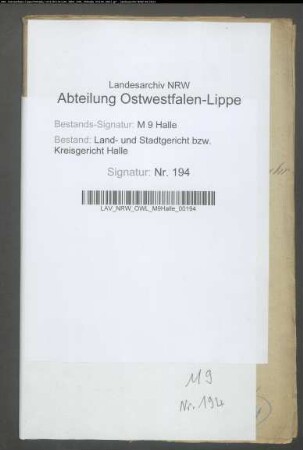 Landesarchiv NRW
Abteilung Ostwestfalen-Lippe
Bestands-Signatur: M 9 Halle
Bestand: Land- und Stadtgericht bzw.
Kreisgericht Halle
Signatur: Nr. 194
LAV_NRW_OWL_M9Halle_00194
M9
Nr. 194